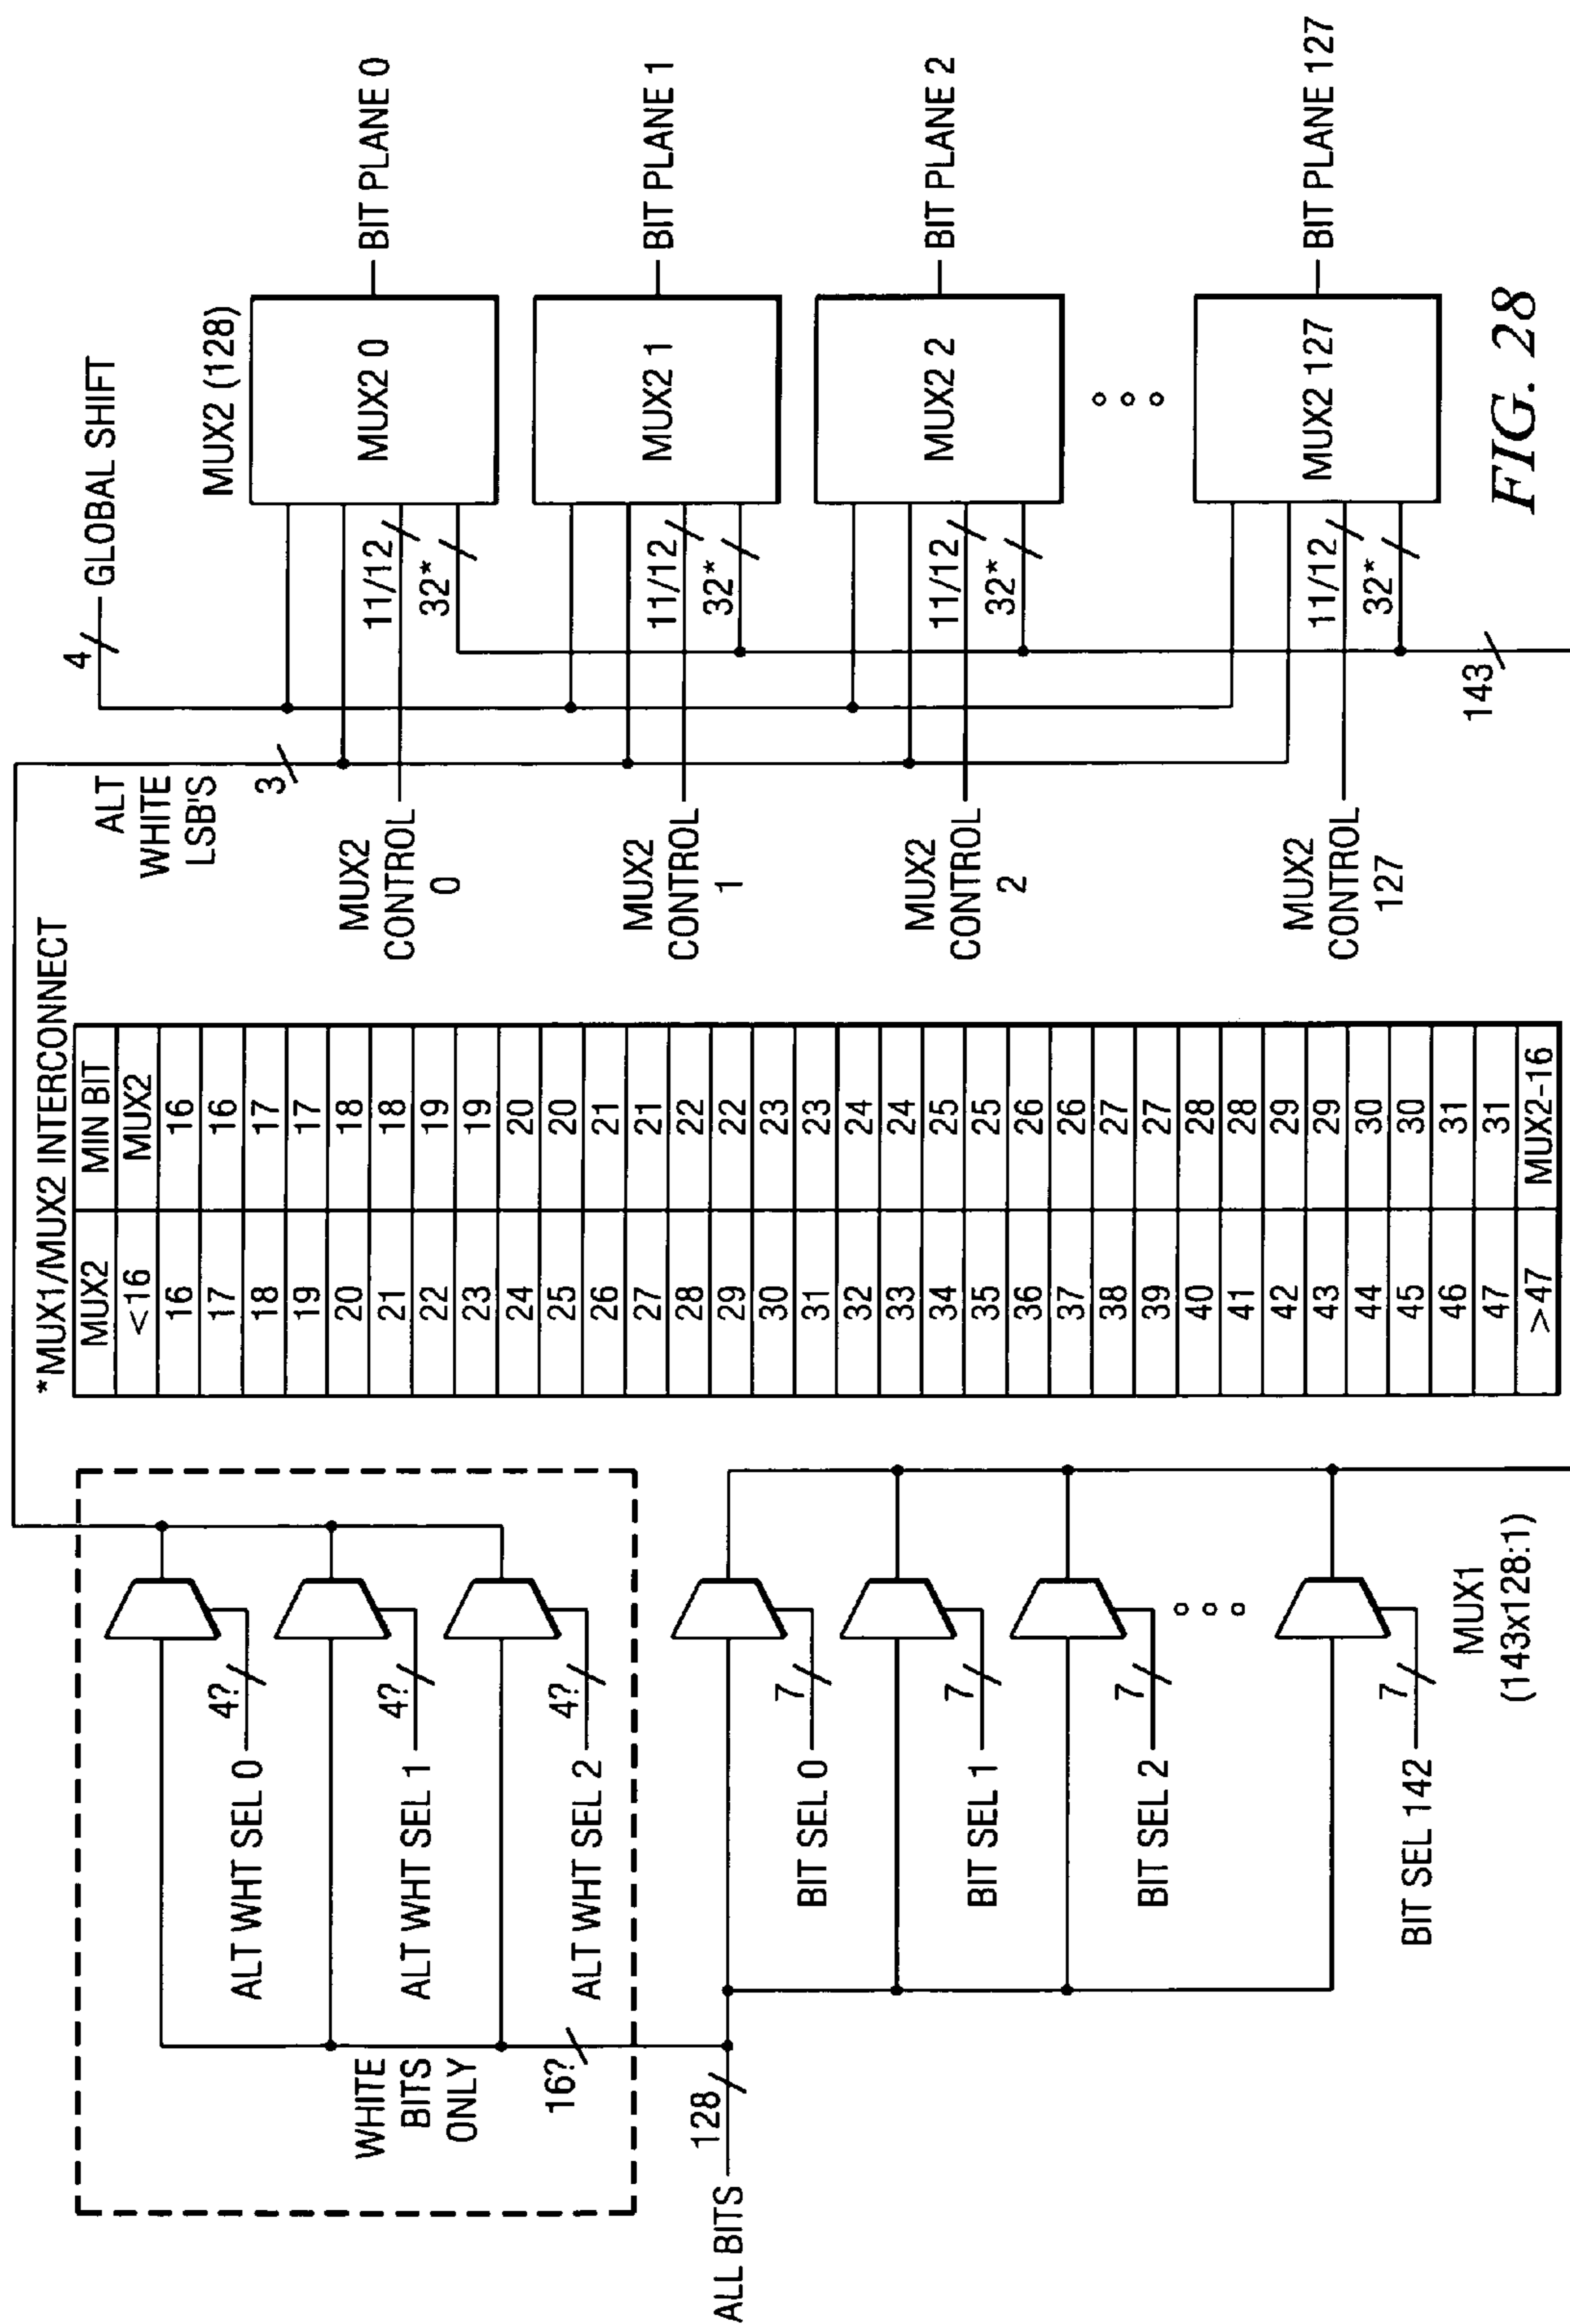 ALL BITS
128
WHITE
BITS
ONLY
16?
ALT WHT SEL 0
4?
ALT WHT SEL 1
4?
ALT WHT SEL 2
4?
BIT SEL 0
7
BIT SEL 1
7
BIT SEL 2
7
BIT SEL 142
7
MUX1
(143x128:1)
*MUX1/MUX2 INTERCONNECT
MUX2 MIN BIT
<16 MUX2
16 16
17 16
18 17
19 17
20 18
21 18
22 19
23 19
24 20
25 20
26 21
27 21
28 22
29 22
30 23
31 23
32 24
33 24
34 25
35 25
36 26
37 26
38 27
39 27
40 28
41 28
42 29
43 29
44 30
45 30
46 31
47 31
>47 MUX2-16
ALT
WHITE
LSB'S
3
4
GLOBAL SHIFT
MUX2 (128)
MUX2
CONTROL
0
11/12
32*
MUX2 0
BIT PLANE 0
MUX2
CONTROL
1
11/12
32*
MUX2 1
BIT PLANE 1
MUX2
CONTROL
2
11/12
32*
MUX2 2
BIT PLANE 2
MUX2
CONTROL
127
11/12
32*
MUX2 127
BIT PLANE 127
143
FIG. 28